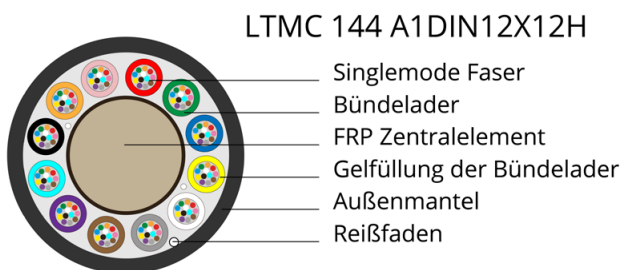 LTMC 144 A1DIN12X12H
Singlemode Faser
Bündelader
FRP Zentralelement
Gelfüllung der Bündelader
Außenmantel
Reißfaden